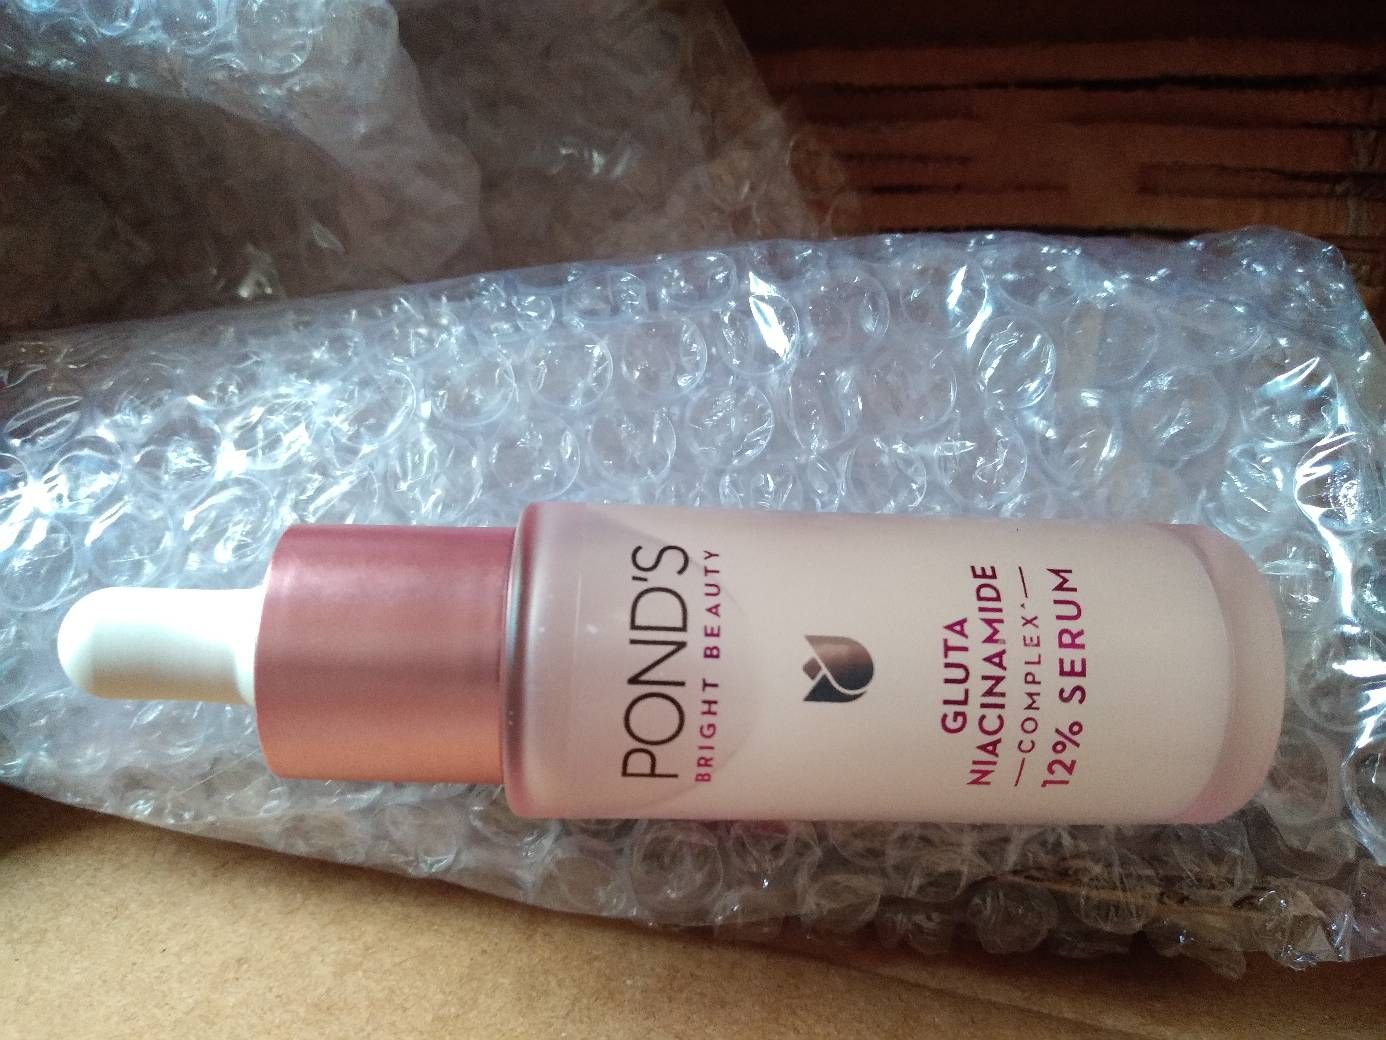 POND'S
BRIGHT BEAUTY
GLUTA
NIACINAMIDE
—COMPLEX^—
12% SERUM